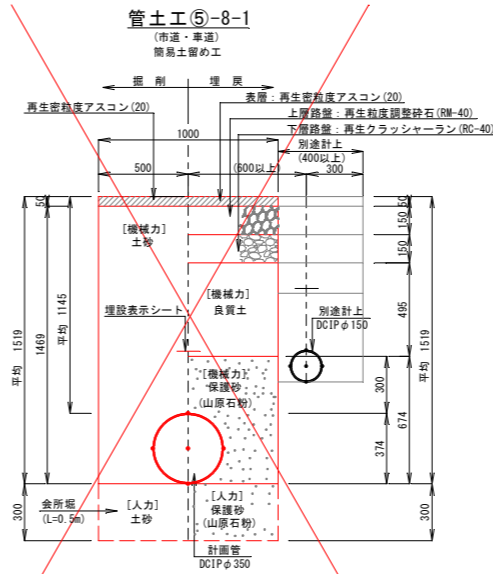 管土工⑤-8-1
(市道・車道)
簡易土留め工
掘削 埋戻
表層：再生密粒度アスコン(20)
再生密粒度アスコン(20)
上層路盤：再生粒度調整砕石(RM-40)
下層路盤：再生クラッシャーラン(RC-40)
1000
別途計上
(400以上)
500
(600以上)
300
50
50
[機械力]
土砂
150
150
平均 1519
1469
平均 1145
[機械力]
良質土
495
平均 1519
埋設表示シート
別途計上
DCIPφ150
[機械力]
保護砂
(山原石粉)
300
674
374
会所堀
(L=0.5m)
[人力]
土砂
[人力]
保護砂
(山原石粉)
300
300
計画管
DCIPφ350